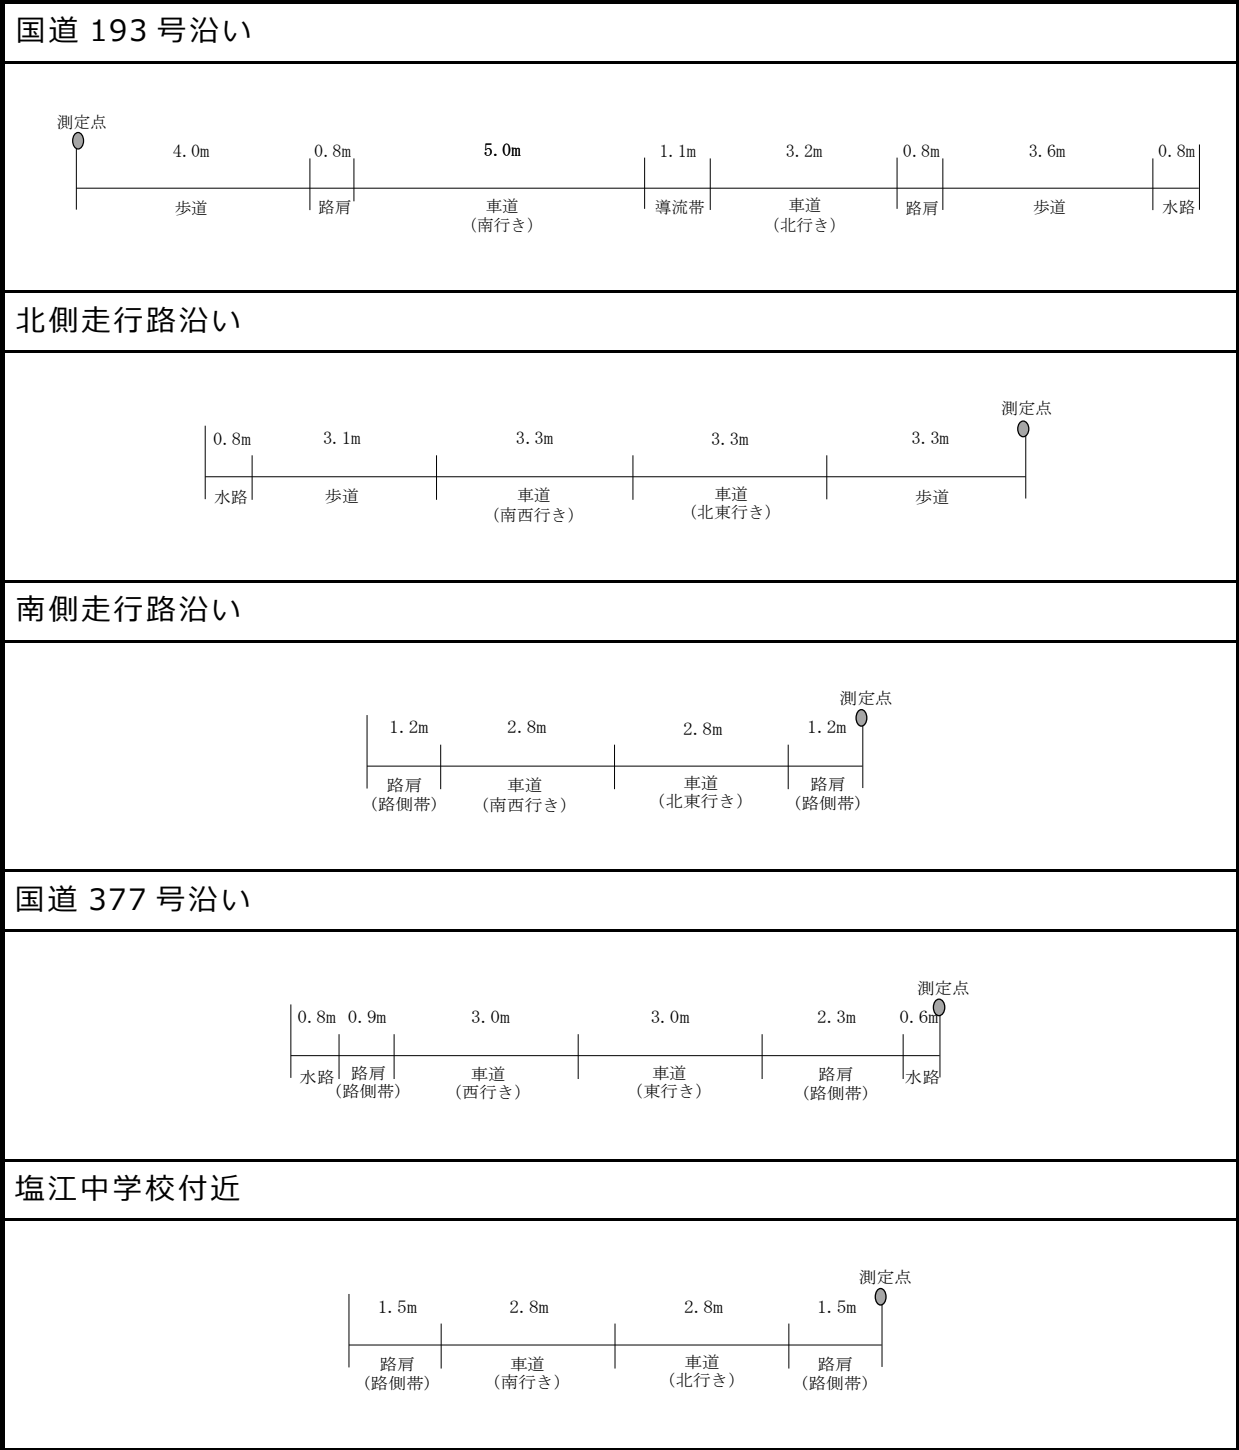 国道 193 号沿い
測定点
4.0m 0.8m 5.0m 1.1m 3.2m 0.8m 3.6m 0.8m
歩道 路肩 車道 導流帯 車道 路肩 歩道 水路
(南行き) (北行き)
北側走行路沿い
測定点
0.8m 3.1m 3.3m 3.3m 3.3m
水路 歩道 車道 車道 歩道
(南西行き) (北東行き)
南側走行路沿い
測定点
1.2m 2.8m 2.8m 1.2m
路肩 車道 車道 路肩
(路側帯) (南西行き) (北東行き) (路側帯)
国道 377 号沿い
測定点
0.8m 0.9m 3.0m 3.0m 2.3m 0.6m
水路 路肩 車道 車道 路肩 水路
(路側帯) (西行き) (東行き) (路側帯)
塩江中学校付近
測定点
1.5m 2.8m 2.8m 1.5m
路肩 車道 車道 路肩
(路側帯) (南行き) (北行き) (路側帯)